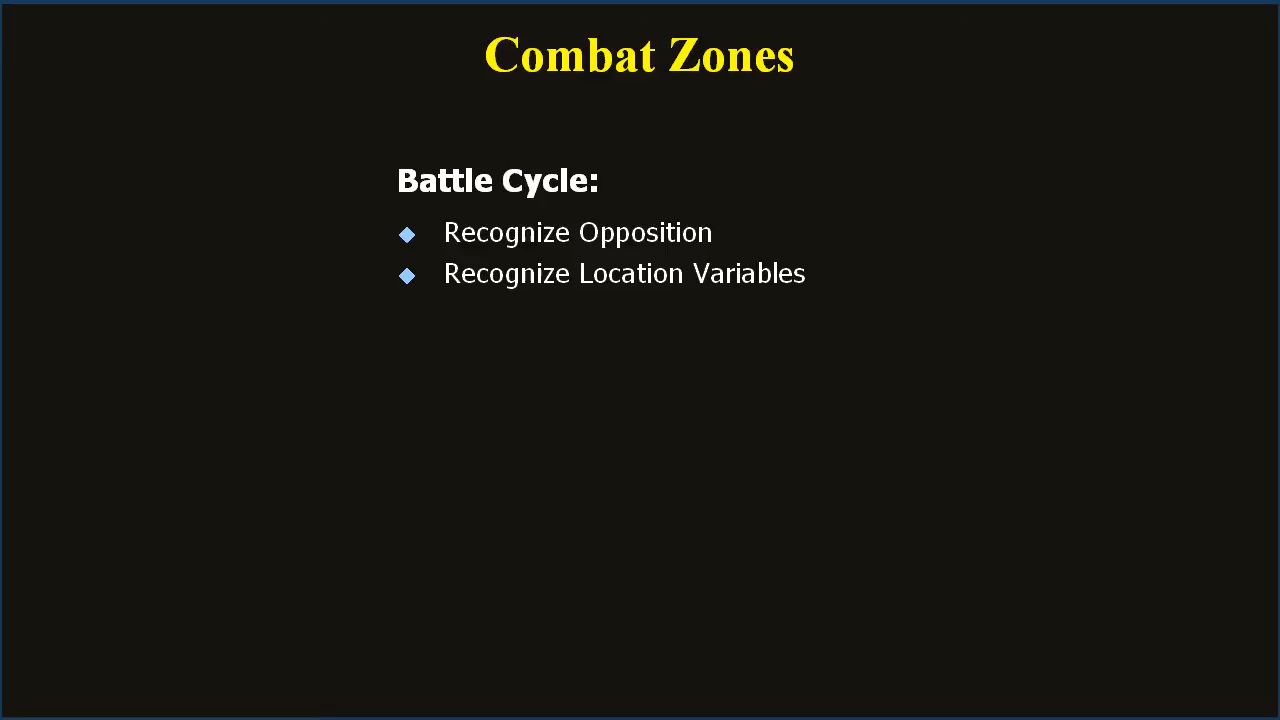 Combat Zones
Battle Cycle:
Recognize Opposition
Recognize Location Variables